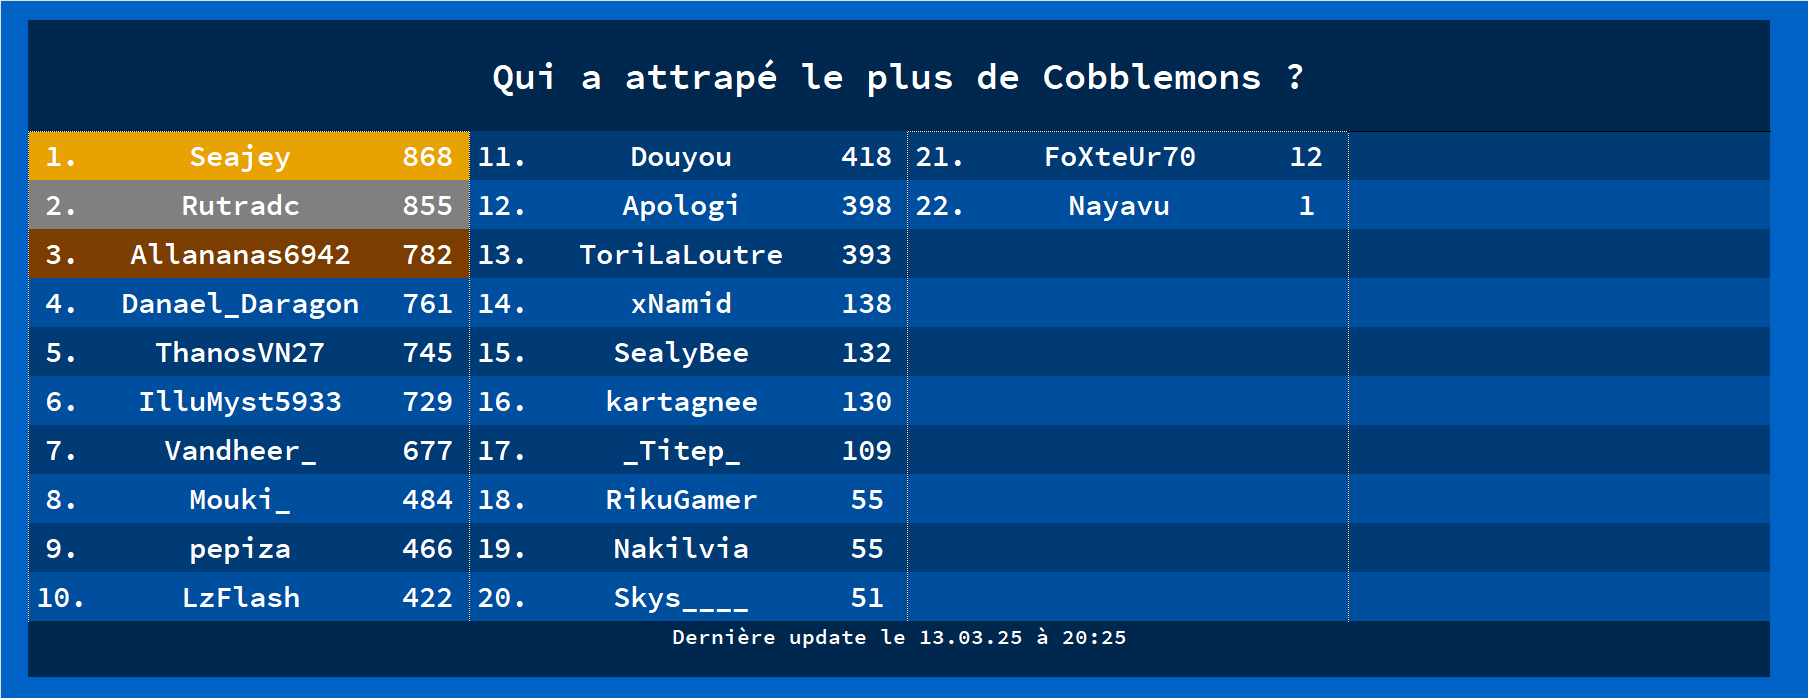 Qui a attrapé le plus de Cobblemons ?
1. Seajey 868
2. Rutradc 855
3. Allananas6942 782
4. Danael_Daragon 761
5. ThanosVN27 745
6. IlluMyst5933 729
7. Vandheer_ 677
8. Mouki_ 484
9. pepiza 466
10. LzFlash 422
11. Douyou 418
12. Apologi 398
13. ToriLaLoutre 393
14. xNamid 138
15. SealyBee 132
16. kartagnee 130
17. _Titep_ 109
18. RikuGamer 55
19. Nakilvia 55
20. Skys____ 51
21. FoXteUr70 12
22. Nayavu 1
Dernière update le 13.03.25 à 20:25